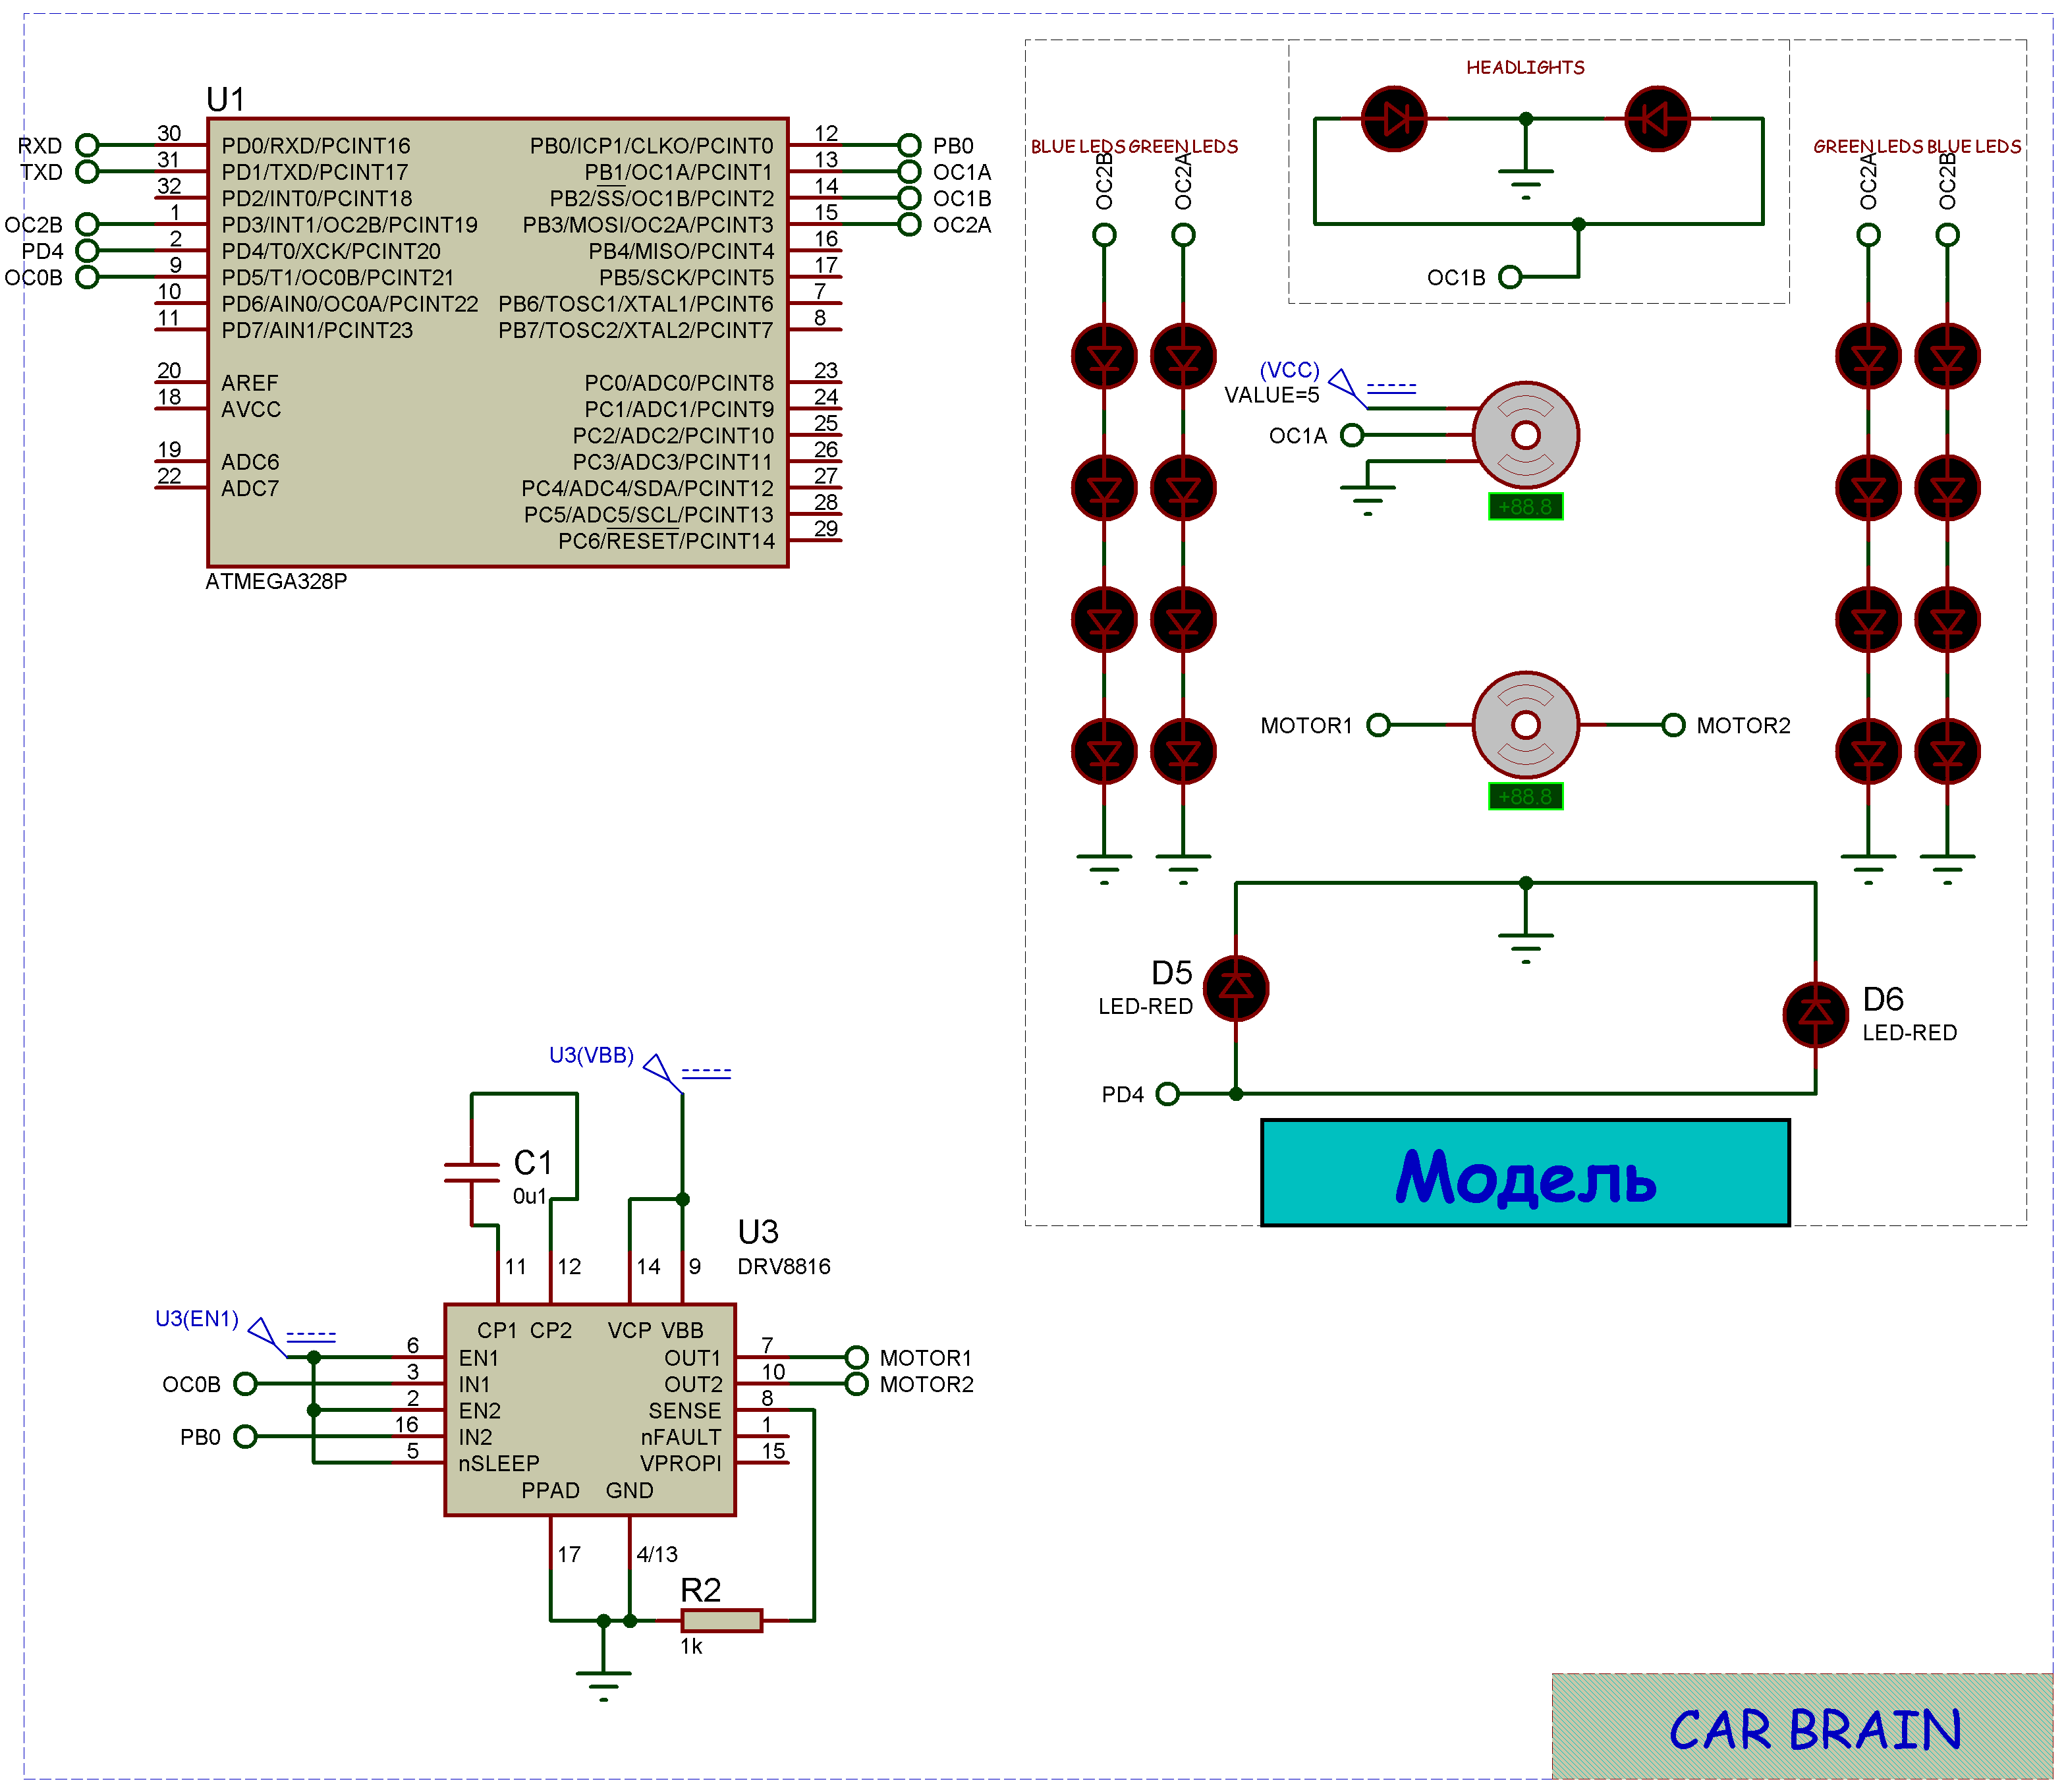 U1
RXD 30 PD0/RXD/PCINT16 PB0/ICP1/CLKO/PCINT0 12 PB0
TXD 31 PD1/TXD/PCINT17 PB1/OC1A/PCINT1 13 OC1A
32 PD2/INT0/PCINT18 PB2/SS/OC1B/PCINT2 14 OC1B
OC2B 1 PD3/INT1/OC2B/PCINT19 PB3/MOSI/OC2A/PCINT3 15 OC2A
PD4 2 PD4/T0/XCK/PCINT20 PB4/MISO/PCINT4 16
OC0B 9 PD5/T1/OC0B/PCINT21 PB5/SCK/PCINT5 17
10 PD6/AIN0/OC0A/PCINT22 PB6/TOSC1/XTAL1/PCINT6 7
11 PD7/AIN1/PCINT23 PB7/TOSC2/XTAL2/PCINT7 8
20 AREF PC0/ADC0/PCINT8 23
18 AVCC PC1/ADC1/PCINT9 24
PC2/ADC2/PCINT10 25
19 ADC6 PC3/ADC3/PCINT11 26
22 ADC7 PC4/ADC4/SDA/PCINT12 27
PC5/ADC5/SCL/PCINT13 28
PC6/RESET/PCINT14 29
ATMEGA328P
HEADLIGHTS
BLUE LEDS GREEN LEDS GREEN LEDS BLUE LEDS
OC2B OC2A OC2A OC2B
OC1B
(VCC)
VALUE=5
OC1A
+88.8
MOTOR1 MOTOR2
+88.8
D5
LED-RED
D6
LED-RED
PD4
Модель
U3(VBB)
C1
0u1
U3
DRV8816
11 12 14 9
U3(EN1)
CP1 CP2 VCP VBB
6 EN1 OUT1 7 MOTOR1
OC0B 3 IN1 OUT2 10 MOTOR2
2 EN2 SENSE 8
PB0 16 IN2 nFAULT 1
5 nSLEEP VPROPI 15
PPAD GND
17 4/13
R2
1k
CAR BRAIN